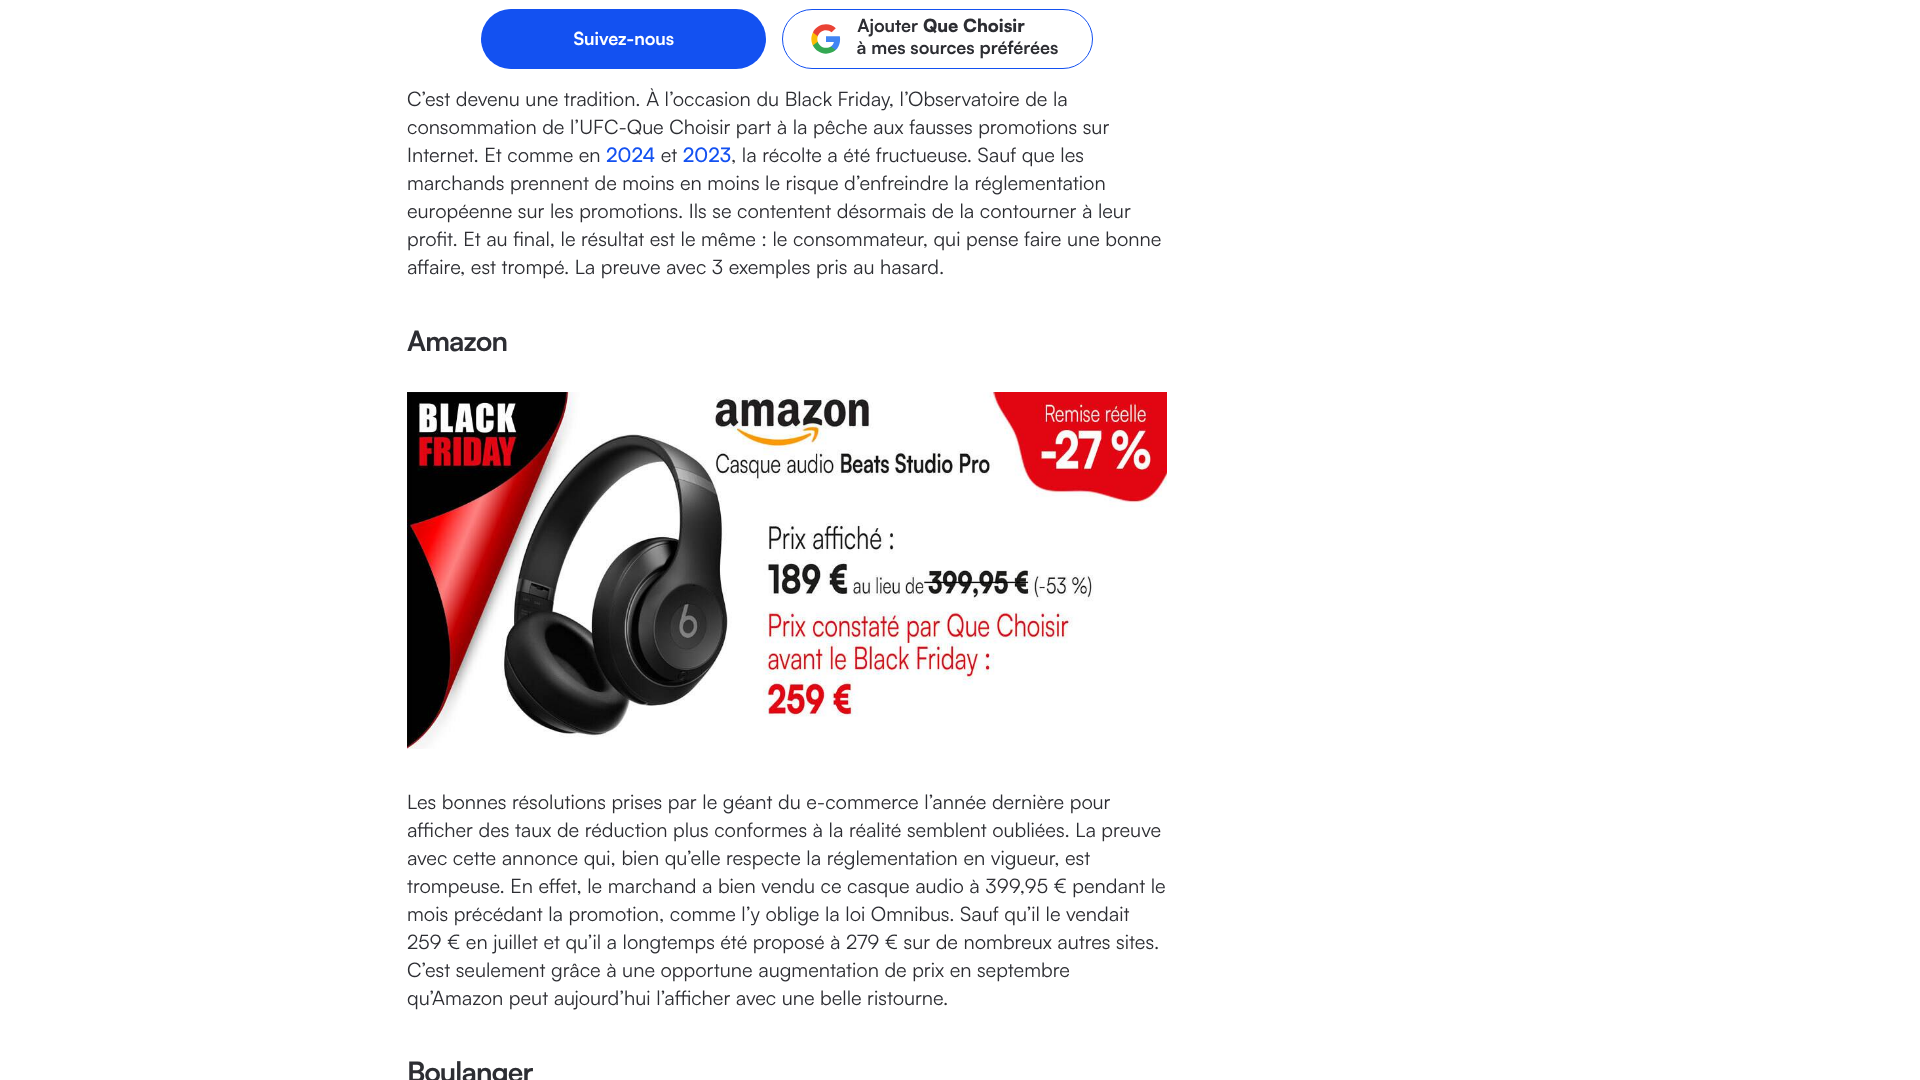 Suivez-nous
Ajouter Que Choisir
à mes sources préférées
C’est devenu une tradition. À l’occasion du Black Friday, l’Observatoire de la
consommation de l’UFC-Que Choisir part à la pêche aux fausses promotions sur
Internet. Et comme en 2024 et 2023, la récolte a été fructueuse. Sauf que les
marchands prennent de moins en moins le risque d’enfreindre la réglementation
européenne sur les promotions. Ils se contentent désormais de la contourner à leur
profit. Et au final, le résultat est le même : le consommateur, qui pense faire une bonne
affaire, est trompé. La preuve avec 3 exemples pris au hasard.
Amazon
BLACK
FRIDAY
amazon
Casque audio Beats Studio Pro
Remise réelle
-27 %
Prix affiché :
189 € au lieu de 399,95 € (-53 %)
Prix constaté par Que Choisir
avant le Black Friday :
259 €
Les bonnes résolutions prises par le géant du e-commerce l’année dernière pour
afficher des taux de réduction plus conformes à la réalité semblent oubliées. La preuve
avec cette annonce qui, bien qu’elle respecte la réglementation en vigueur, est
trompeuse. En effet, le marchand a bien vendu ce casque audio à 399,95 € pendant le
mois précédant la promotion, comme l’y oblige la loi Omnibus. Sauf qu’il le vendait
259 € en juillet et qu’il a longtemps été proposé à 279 € sur de nombreux autres sites.
C’est seulement grâce à une opportune augmentation de prix en septembre
qu’Amazon peut aujourd’hui l’afficher avec une belle ristourne.
Boulanger